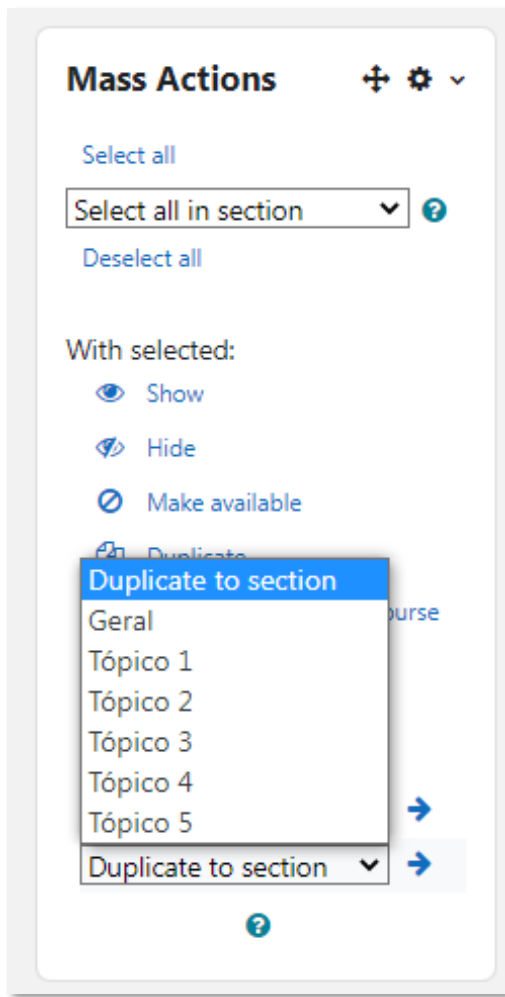 Mass Actions
Select all
Select all in section
Deselect all
With selected:
Show
Hide
Make available
Duplicate
Duplicate to section
Geral
Tópico 1
Tópico 2
Tópico 3
Tópico 4
Tópico 5
Duplicate to section